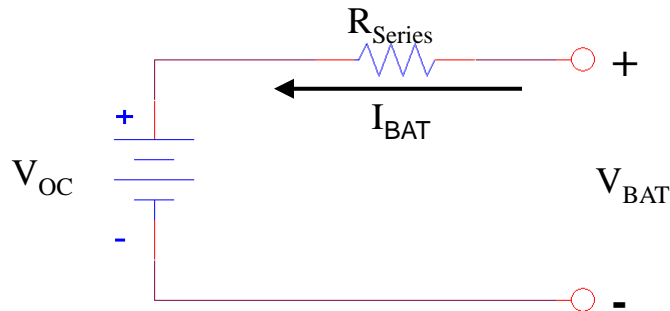 R_Series
+
+
I_BAT
V_OC
V_BAT
-
-